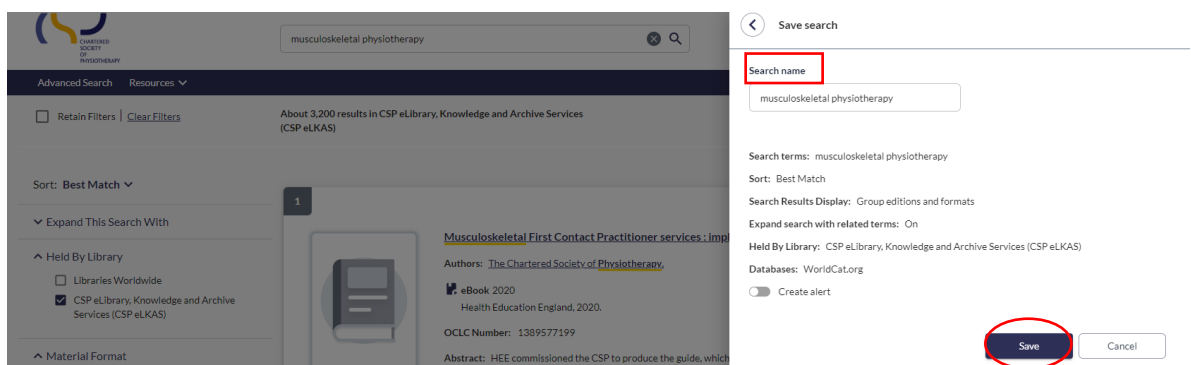 CHARTERED
SOCIETY
OF
PHYSIOTHERAPY
musculoskeletal physiotherapy
Advanced Search Resources
Retain Filters | Clear Filters
About 3,200 results in CSP eLibrary, Knowledge and Archive Services
(CSP eLKAS)
Sort: Best Match
Expand This Search With
Held By Library
Libraries Worldwide
CSP eLibrary, Knowledge and Archive
Services (CSP eLKAS)
Material Format
1
Musculoskeletal First Contact Practitioner services : impl
Authors: The Chartered Society of Physiotherapy,
eBook 2020
Health Education England, 2020.
OCLC Number: 1389577199
Abstract: HEE commissioned the CSP to produce the guide, which
Save search
Search name
musculoskeletal physiotherapy
Search terms: musculoskeletal physiotherapy
Sort: Best Match
Search Results Display: Group editions and formats
Expand search with related terms: On
Held By Library: CSP eLibrary, Knowledge and Archive Services (CSP eLKAS)
Databases: WorldCat.org
Create alert
Save Cancel